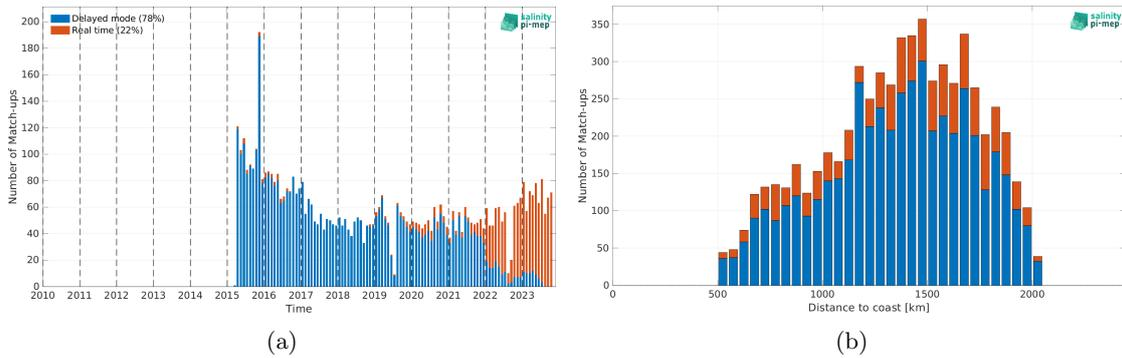 200
180
160
140
120
100
80
60
40
20
0
Number of Match-ups
Delayed mode (78%)
Real time (22%)
salinity
pi-mep
2010 2011 2012 2013 2014 2015 2016 2017 2018 2019 2020 2021 2022 2023
Time
(a)
350
300
250
200
150
100
50
0
Number of Match-ups
salinity
pi-mep
0 500 1000 1500 2000
Distance to coast [km]
(b)